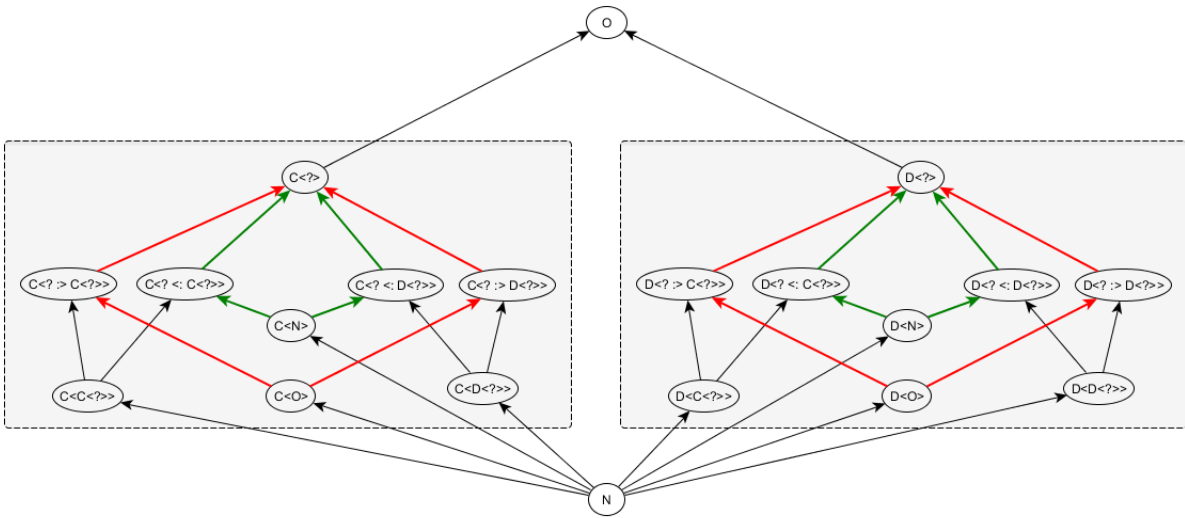 O
C<?>
D<?>
C<? :> C<?>>
C<? <: C<?>>
C<? <: D<?>>
C<? :> D<?>>
D<? :> C<?>>
D<? <: C<?>>
D<? <: D<?>>
D<? :> D<?>>
C<N>
D<N>
C<C<?>>
C<O>
C<D<?>>
D<C<?>>
D<O>
D<D<?>>
N